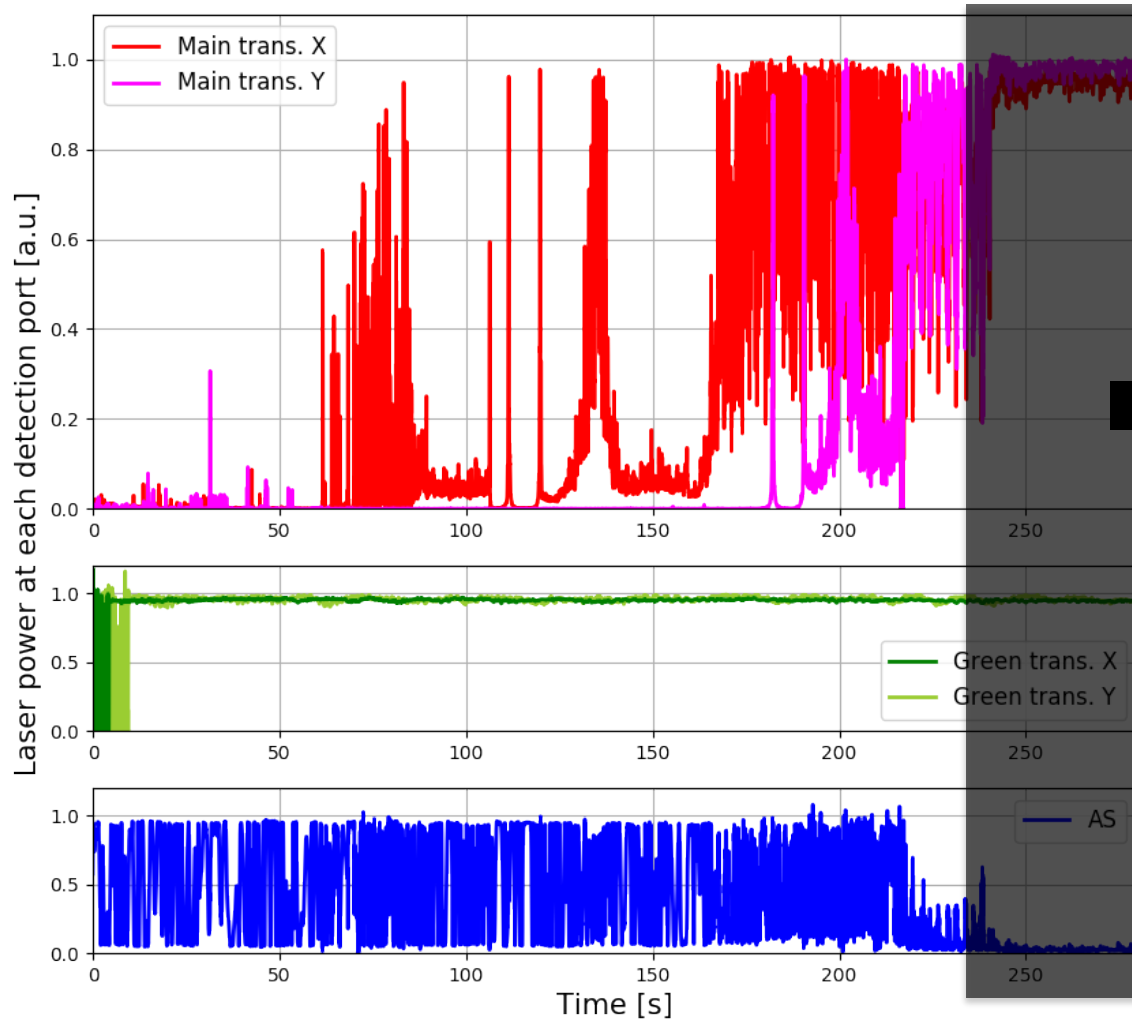 Laser power at each detection port [a.u.]
Main trans. X
Main trans. Y
1.0
0.8
0.6
0.4
0.2
0.0
0 50 100 150 200 250
Green trans. X
Green trans. Y
1.0
0.5
0.0
0 50 100 150 200 250
AS
1.0
0.5
0.0
0 50 100 150 200 250
Time [s]